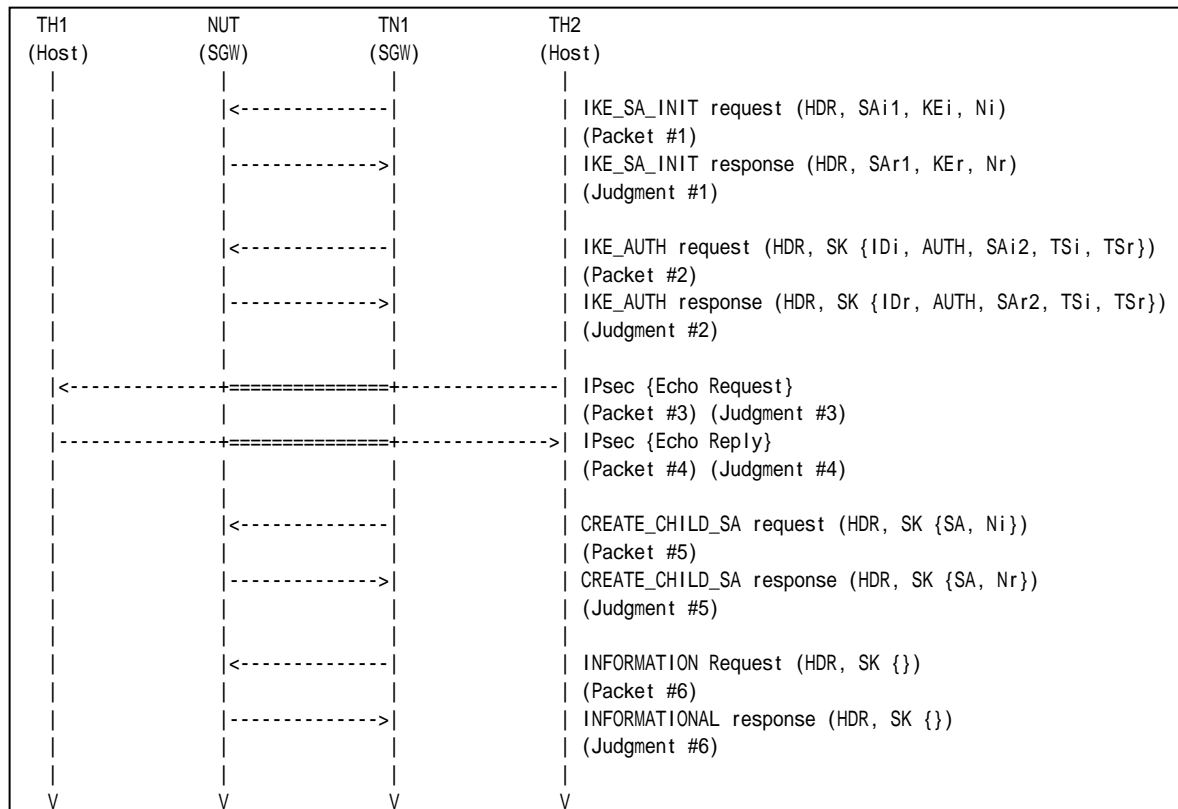 TH1 NUT TN1 TH2
(Host) (SGW) (SGW) (Host)
IKE_SA_INIT request (HDR, SAi1, KEi, Ni)
(Packet #1)
IKE_SA_INIT response (HDR, SAr1, KEr, Nr)
(Judgment #1)
IKE_AUTH request (HDR, SK {IDi, AUTH, SAi2, TSi, TSr})
(Packet #2)
IKE_AUTH response (HDR, SK {IDr, AUTH, SAr2, TSi, TSr})
(Judgment #2)
IPsec {Echo Request}
(Packet #3) (Judgment #3)
IPsec {Echo Reply}
(Packet #4) (Judgment #4)
CREATE_CHILD_SA request (HDR, SK {SA, Ni})
(Packet #5)
CREATE_CHILD_SA response (HDR, SK {SA, Nr})
(Judgment #5)
INFORMATION Request (HDR, SK {})
(Packet #6)
INFORMATIONAL response (HDR, SK {})
(Judgment #6)
V V V V